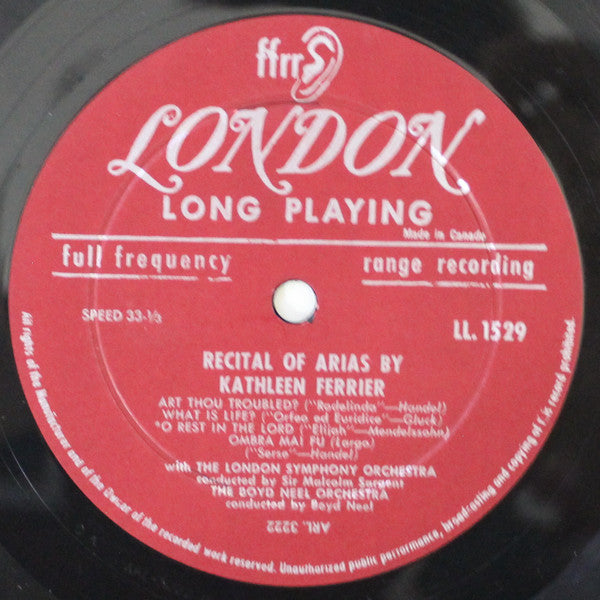 ffrr
LONDON
LONG PLAYING
Made in Canada
full frequency range recording
SPEED 33-⅓
LL. 1529
RECITAL OF ARIAS BY
KATHLEEN FERRIER
ART THOU TROUBLED? ("Rodelinda"—Handel)
WHAT IS LIFE? ("Orfeo ed Euridice"—Gluck)
*O REST IN THE LORD ("Elijah"—Mendelssohn)
OMBRA MAI FU (Largo)
("Serse"—Handel)
with THE LONDON SYMPHONY ORCHESTRA
conducted by Sir Malcolm Sargent
THE BOYD NEEL ORCHESTRA
conducted by Boyd Neel
ARL. 3222
All rights of the Manufacturer and of the Owner of the recorded work reserved. Unauthorized public performance, broadcasting and copying of this record prohibited.